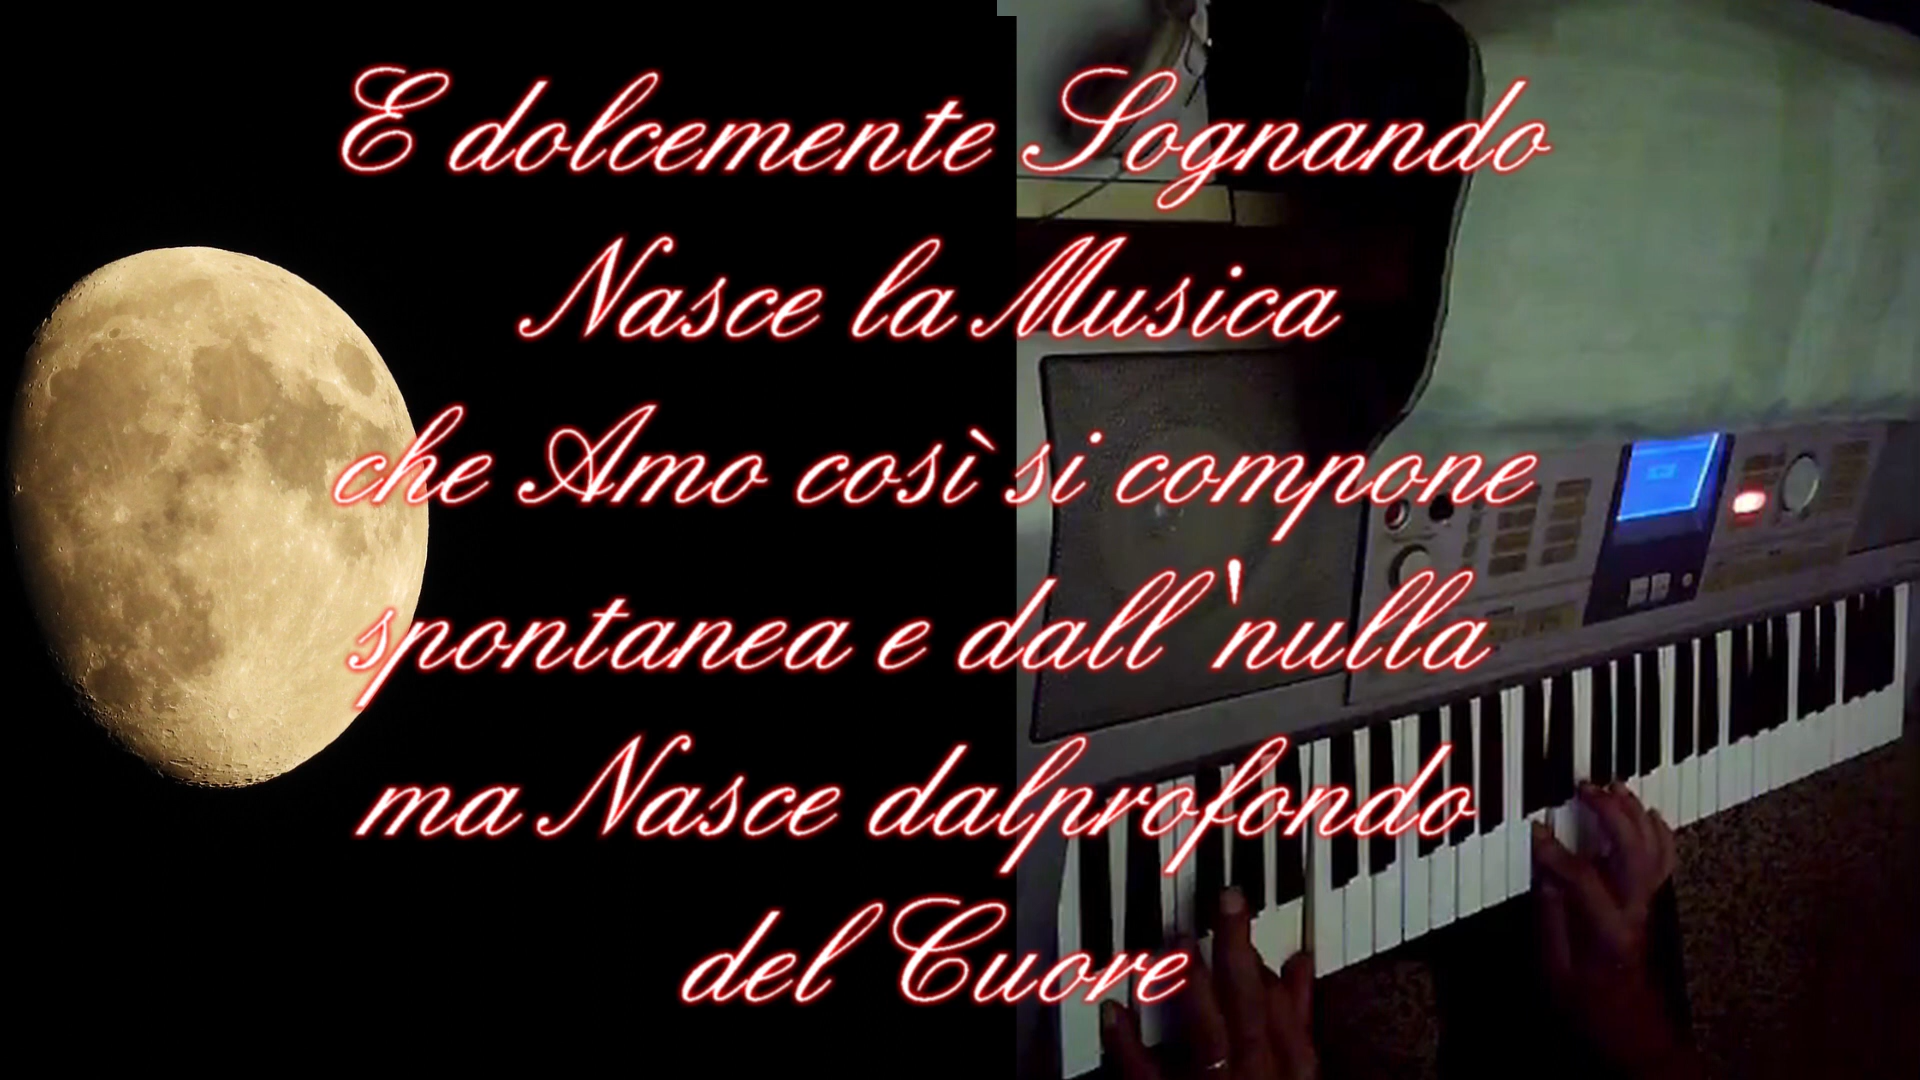 E dolcemente Sognando
Nasce la Musica
che Amo così si compone
spontanea e dall'nulla
ma Nasce dalprofondo
del Cuore